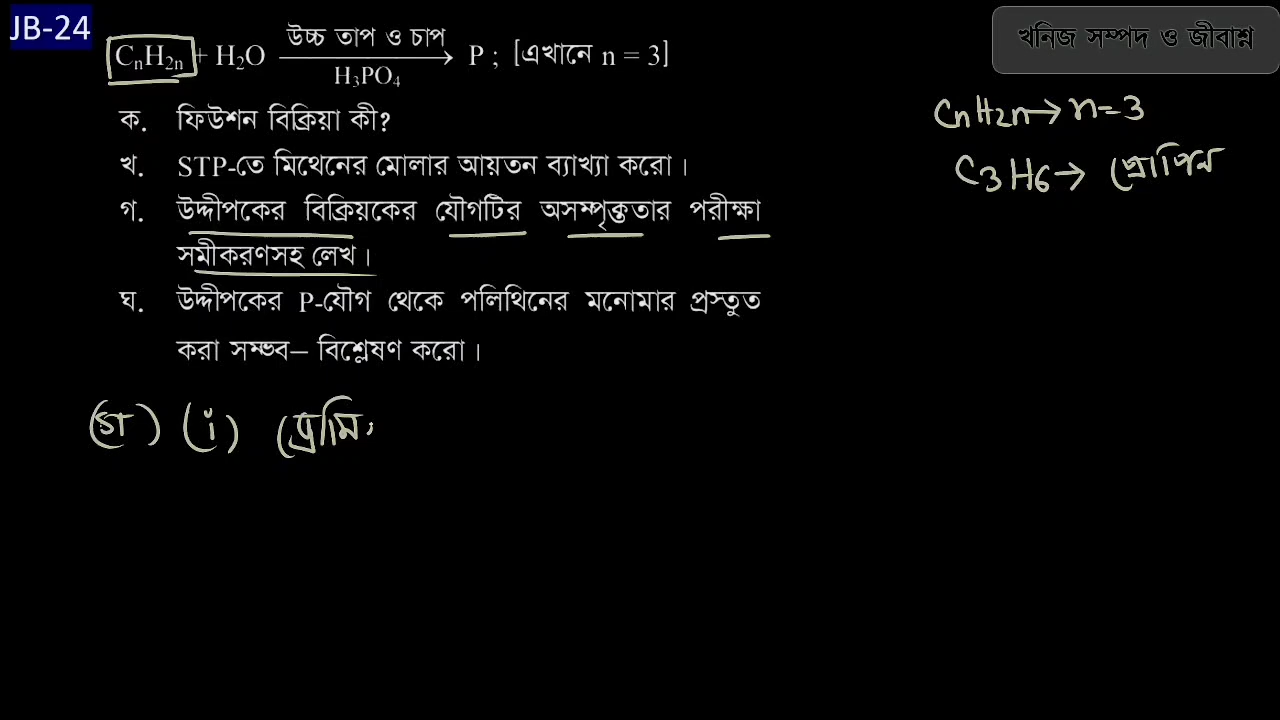 JB-24
খনিজ সম্পদ ও জীবাশ্ম
CₙH₂ₙ + H₂O উচ্চ তাপ ও চাপ / H₃PO₄ → P ; [এখানে n = 3]
CnH2n → n = 3
C3H6 → প্রোপিন
ক. ফিউশন বিক্রিয়া কী?
খ. STP-তে মিথেনের মোলার আয়তন ব্যাখ্যা করো।
গ. উদ্দীপকের বিক্রিয়কের যৌগটির অসম্পৃক্ততার পরীক্ষা
সমীকরণসহ লেখ।
ঘ. উদ্দীপকের P-যৌগ থেকে পলিথিনের মনোমার প্রস্তুত
করা সম্ভব– বিশ্লেষণ করো।
(গ) (i) ব্রোমি